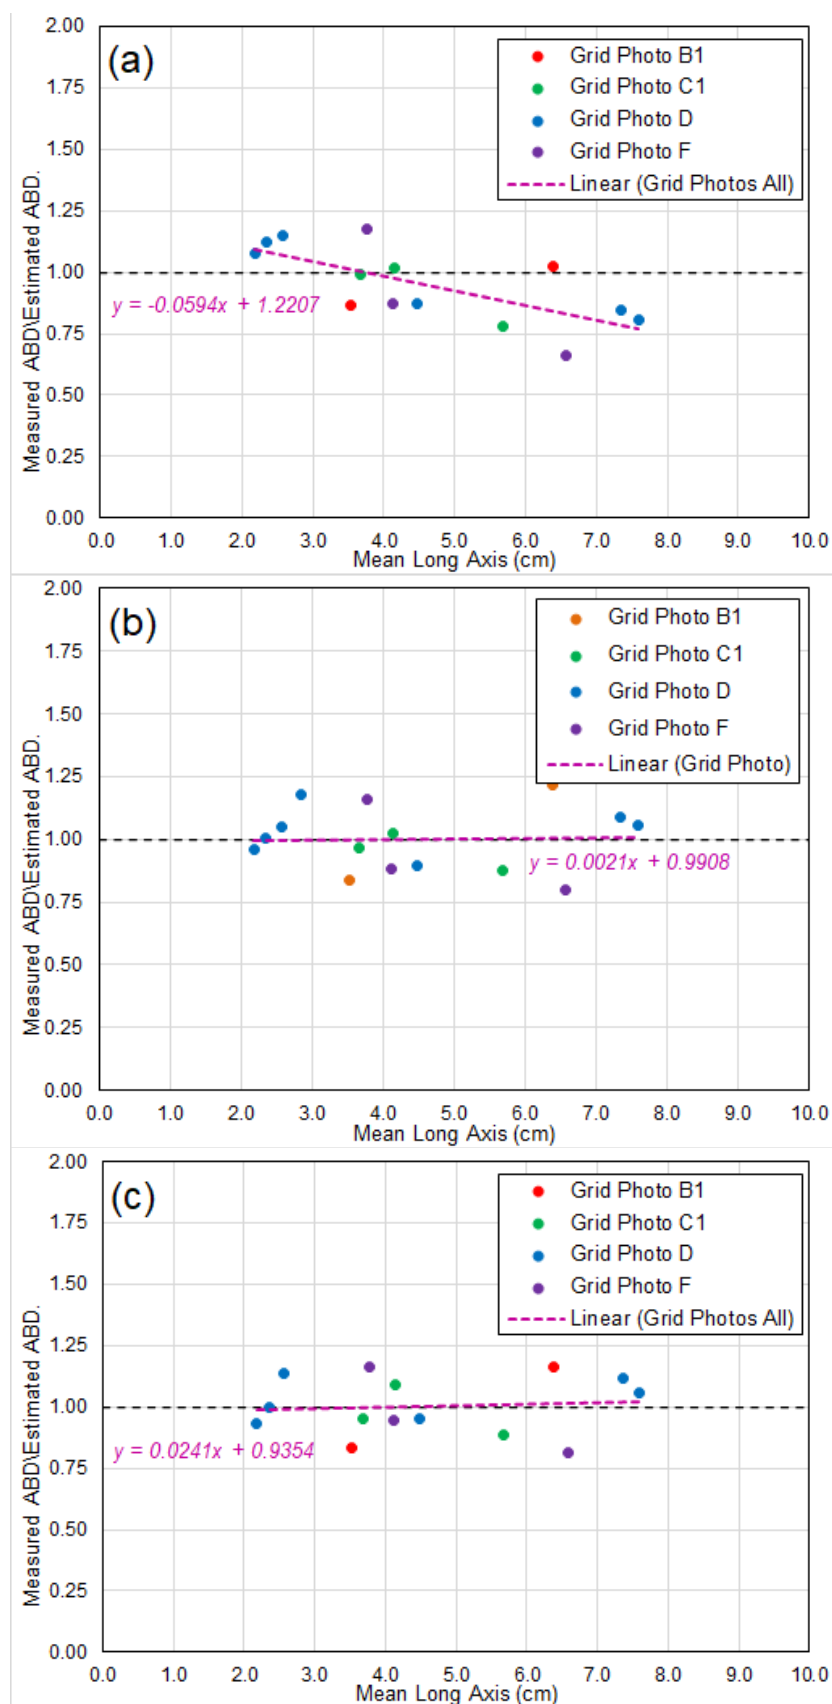 (a)
Grid Photo B1
Grid Photo C1
Grid Photo D
Grid Photo F
Linear (Grid Photos All)
2.00
1.75
1.50
1.25
1.00
0.75
0.50
0.25
0.00
Measured ABD\Estimated ABD.
y = -0.0594x + 1.2207
0.0 1.0 2.0 3.0 4.0 5.0 6.0 7.0 8.0 9.0 10.0
Mean Long Axis (cm)
(b)
Grid Photo B1
Grid Photo C1
Grid Photo D
Grid Photo F
Linear (Grid Photo)
2.00
1.75
1.50
1.25
1.00
0.75
0.50
0.25
0.00
Measured ABD\Estimated ABD.
y = 0.0021x + 0.9908
0.0 1.0 2.0 3.0 4.0 5.0 6.0 7.0 8.0 9.0 10.0
Mean Long Axis (cm)
(c)
Grid Photo B1
Grid Photo C1
Grid Photo D
Grid Photo F
Linear (Grid Photos All)
2.00
1.75
1.50
1.25
1.00
0.75
0.50
0.25
0.00
Measured ABD\Estimated ABD.
y = 0.0241x + 0.9354
0.0 1.0 2.0 3.0 4.0 5.0 6.0 7.0 8.0 9.0 10.0
Mean Long Axis (cm)